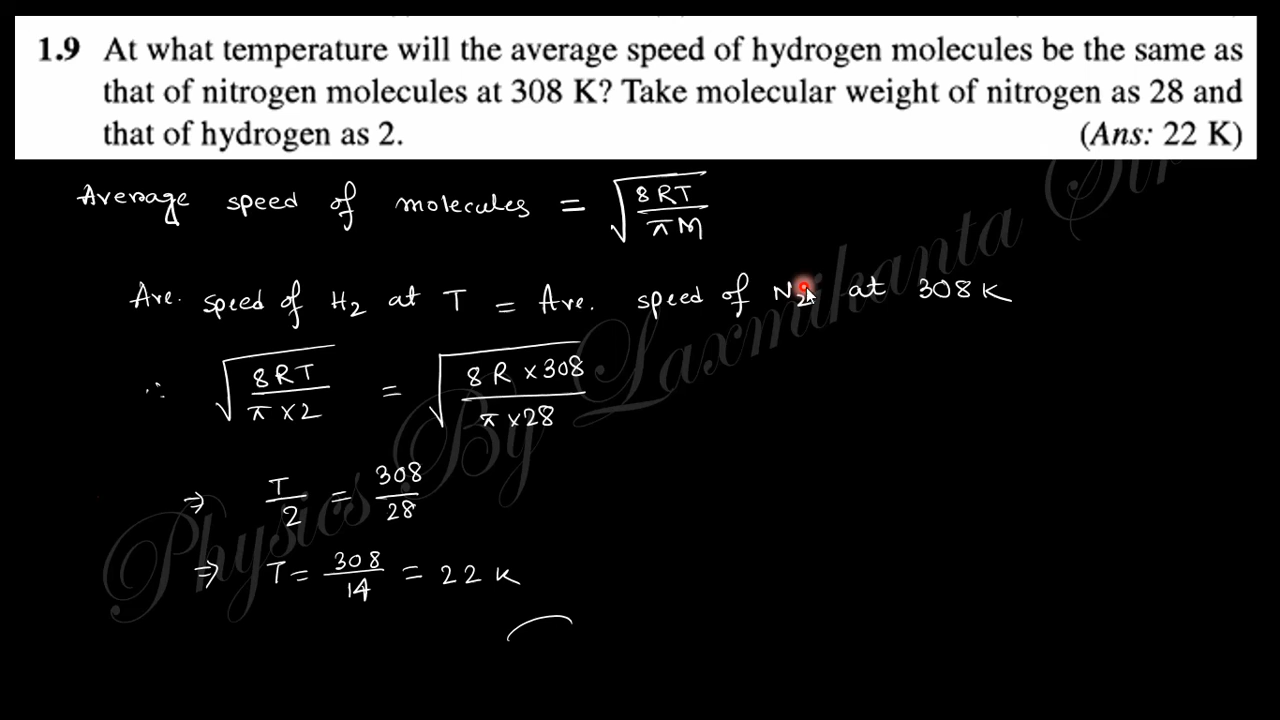 1.9 At what temperature will the average speed of hydrogen molecules be the same as
that of nitrogen molecules at 308 K? Take molecular weight of nitrogen as 28 and
that of hydrogen as 2. (Ans: 22 K)
Average speed of molecules = √(8RT/πM)
Ave. speed of H₂ at T = Ave. speed of N₂ at 308 K
∴ √(8RT/π×2) = √(8R×308/π×28)
⇒ T/2 = 308/28
⇒ T = 308/14 = 22 K
Physics By Laxmikanta